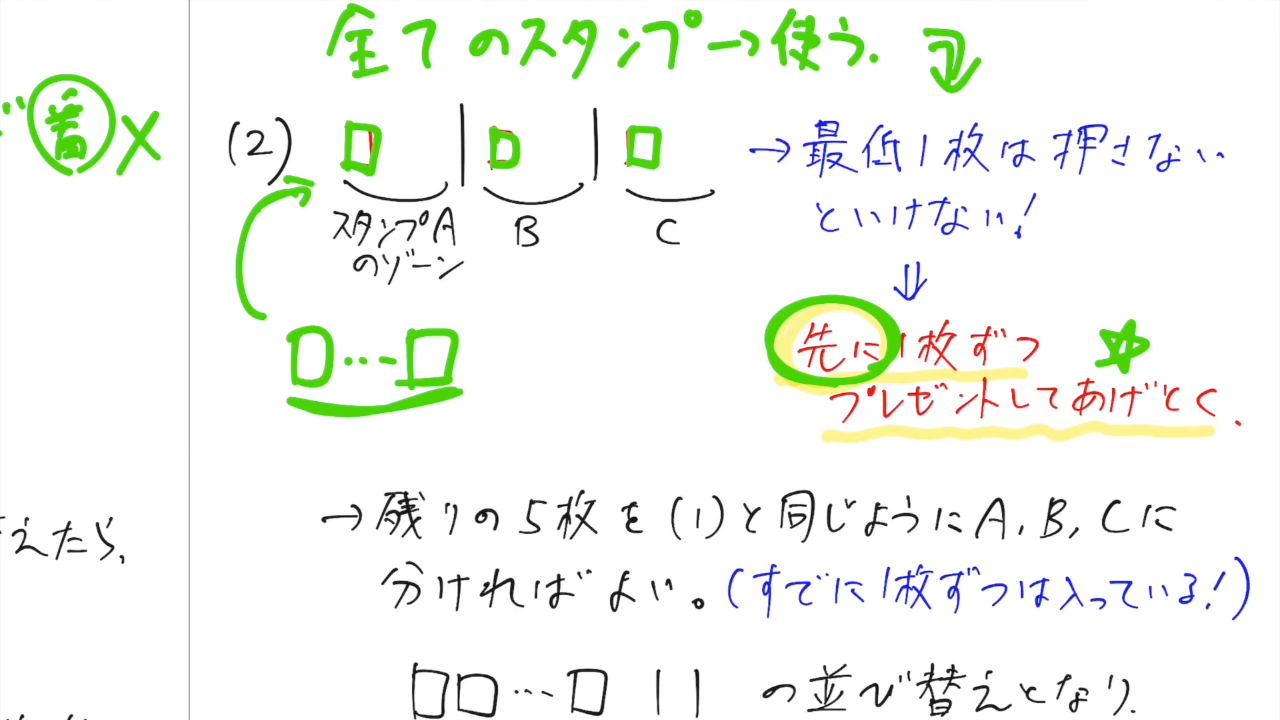 全てのスタンプ→使う.
番 X
(2) □ | □ | □ → 最低1枚は押さない
といけない!
スタンプA B C
のゾーン
⇓
先に1枚ずつ ☆
プレゼントしてあげとく.
□…□
→ 残りの5枚を(1)と同じようにA,B,Cに
えたら,
分ければよい。(すでに1枚ずつは入っている!)
□□…□ | | の並び替えとなり,